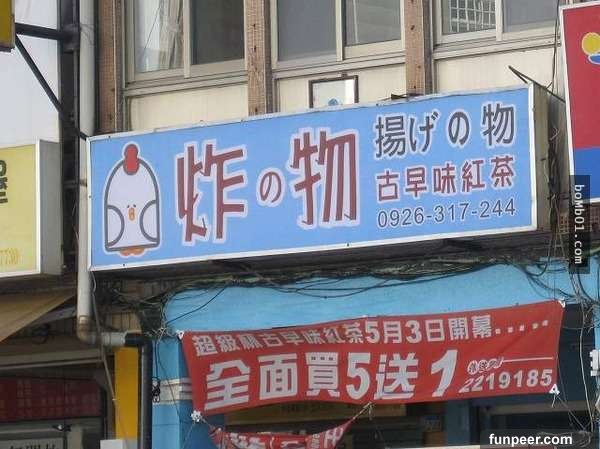 炸の物
揚げの物
古早味紅茶
0926-317-244
超級麻古早味紅茶5月3日開幕......
全面買5送1
2219185
bomb01.com
funpeer.com